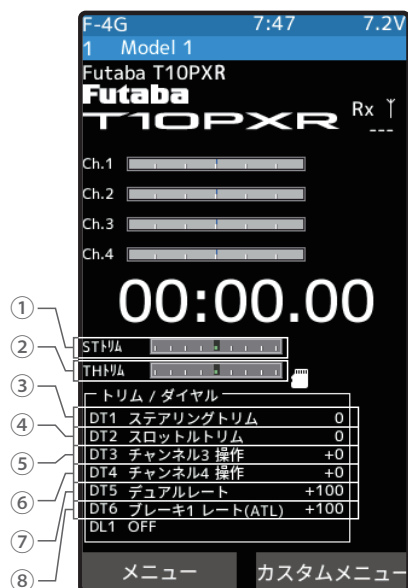 F-4G 7:47 7.2V
1 Model 1
Futaba T10PXR
Futaba
T10PXR
Rx
---
Ch.1
Ch.2
Ch.3
Ch.4
00:00.00
① STトリム
② THトリム
トリム / ダイヤル
③ DT1 ステアリングトリム 0
④ DT2 スロットルトリム 0
⑤ DT3 チャンネル3 操作 +0
⑥ DT4 チャンネル4 操作 +0
⑦ DT5 デュアルレート +100
⑧ DT6 ブレーキ1 レート(ATL) +100
DL1 OFF
メニュー カスタムメニュー